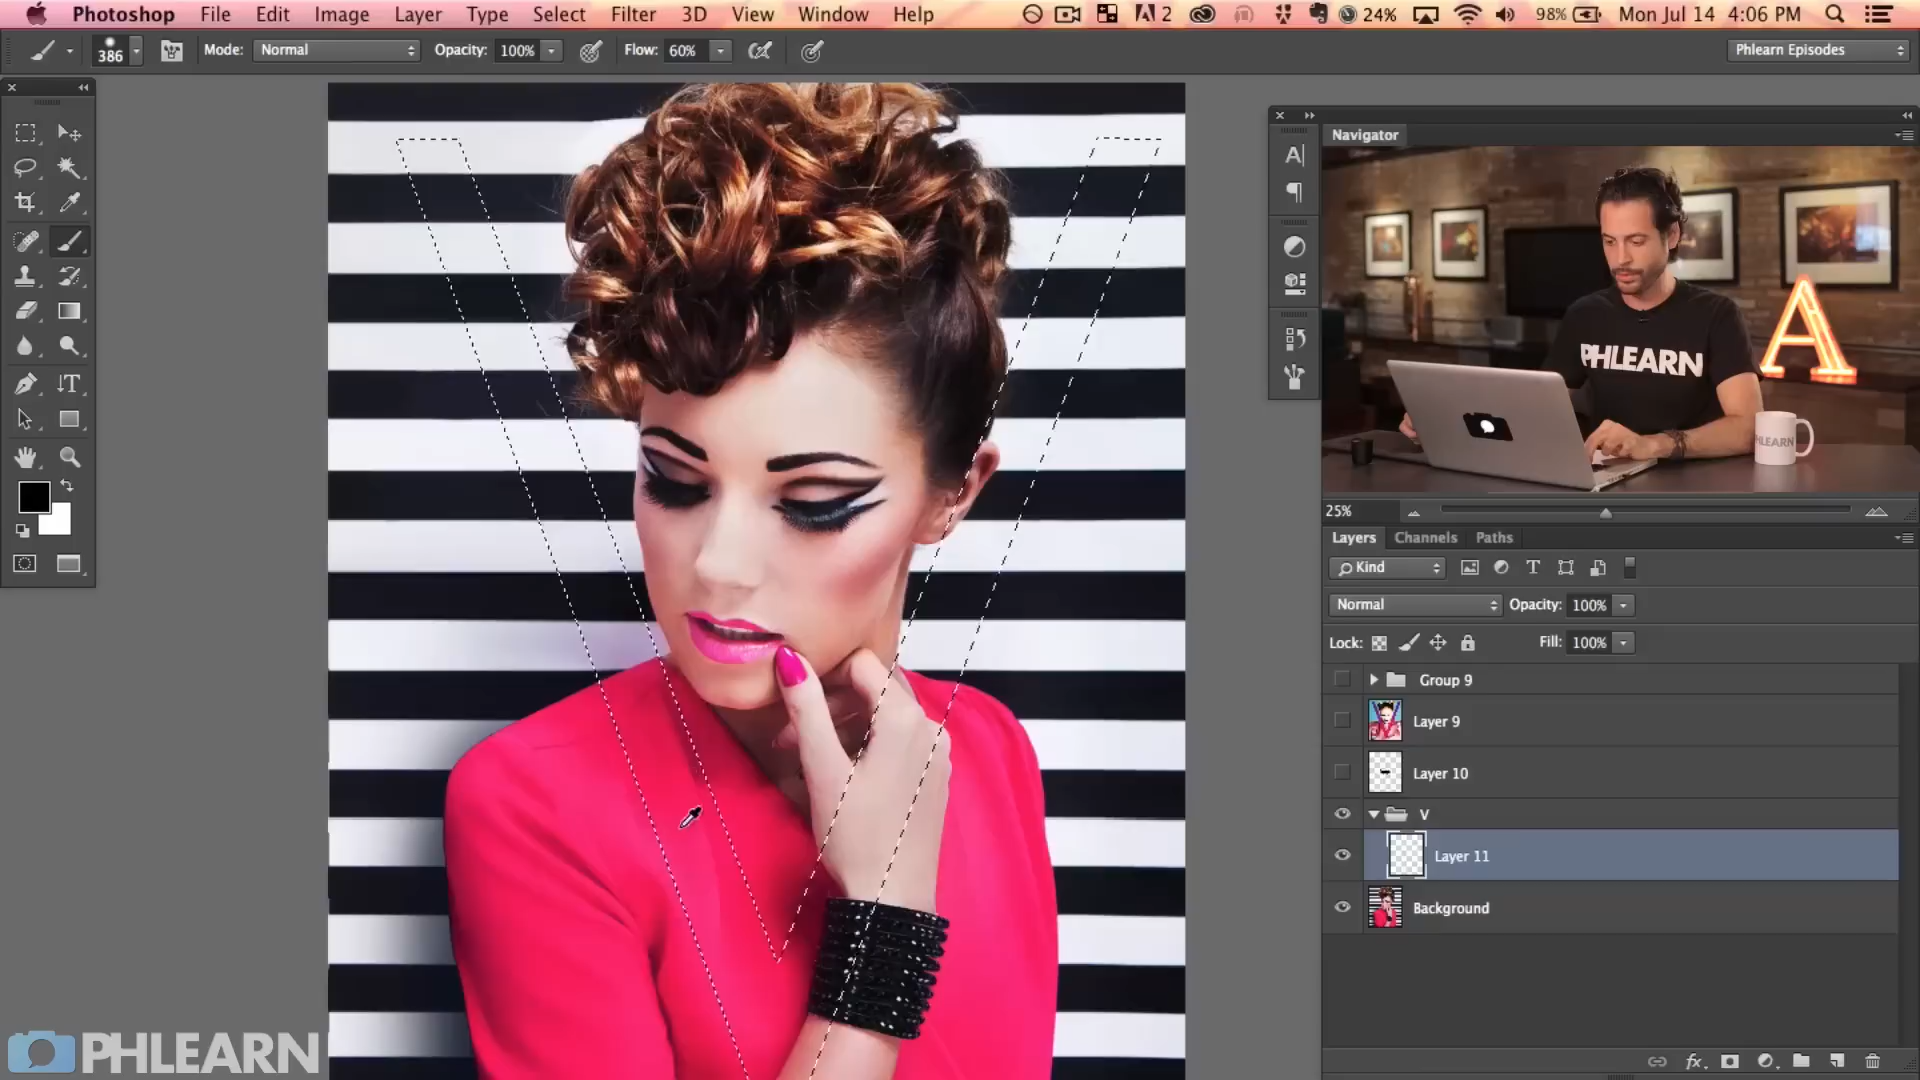 Photoshop File Edit Image Layer Type Select Filter 3D View Window Help 2 24% 98% Mon Jul 14 4:06 PM
386 Mode: Normal Opacity: 100% Flow: 60% Phlearn Episodes
Navigator
A|
PHLEARN
PHLEARN
A
T
25%
Layers Channels Paths
Kind T
Normal Opacity: 100%
Lock: Fill: 100%
Group 9
Layer 9
Layer 10
V
Layer 11
Background
fx
PHLEARN